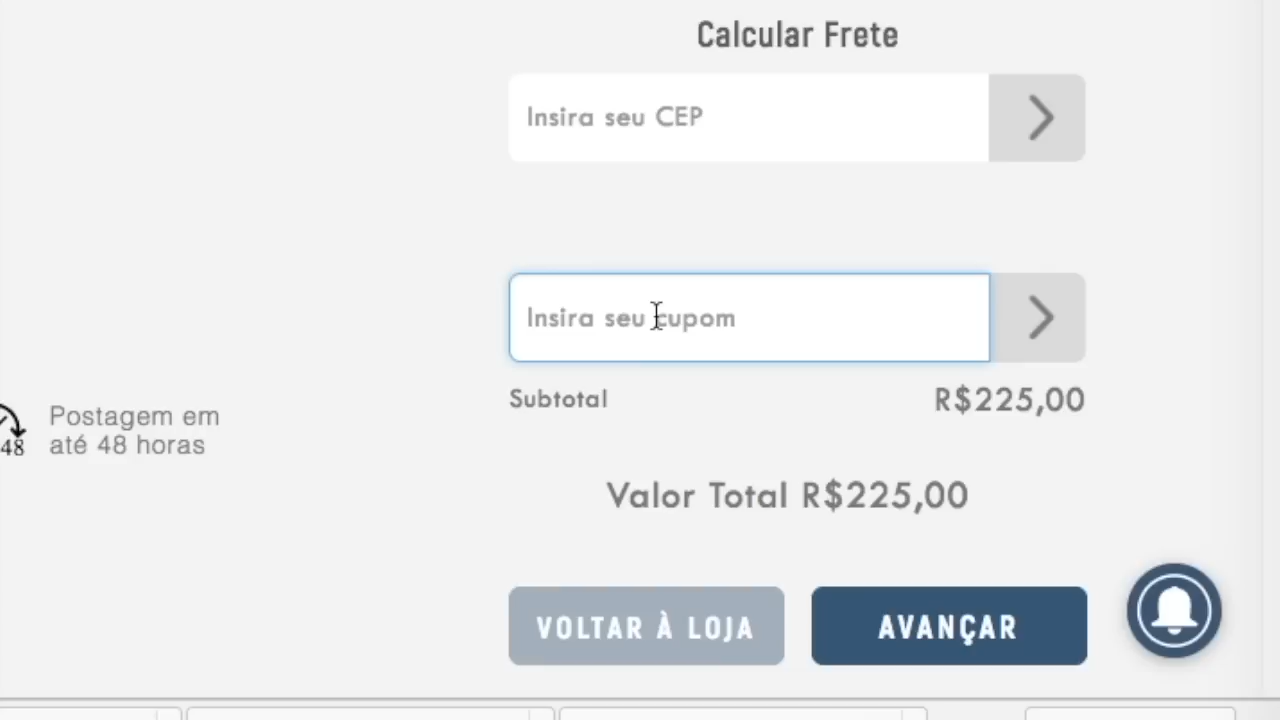 Calcular Frete
Insira seu CEP
Insira seu cupom
Subtotal R$225,00
48
Postagem em
até 48 horas
Valor Total R$225,00
VOLTAR À LOJA
AVANÇAR